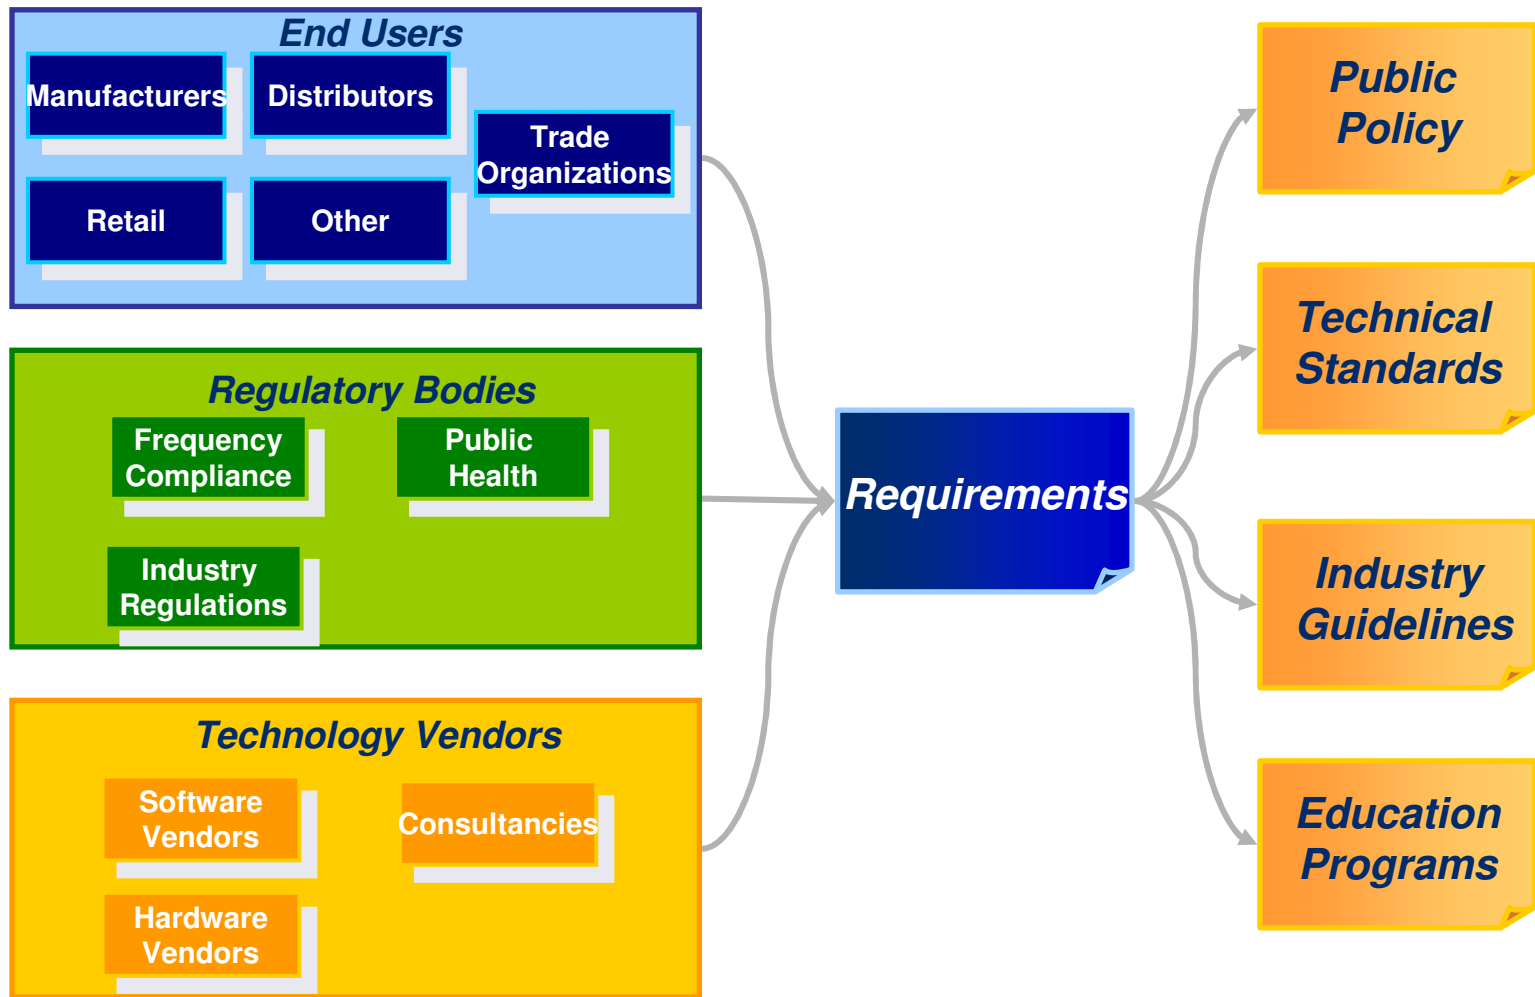 End Users
Manufacturers
Distributors
Trade
Organizations
Retail
Other
Regulatory Bodies
Frequency
Compliance
Public
Health
Industry
Regulations
Technology Vendors
Software
Vendors
Consultancies
Hardware
Vendors
Requirements
Public
Policy
Technical
Standards
Industry
Guidelines
Education
Programs